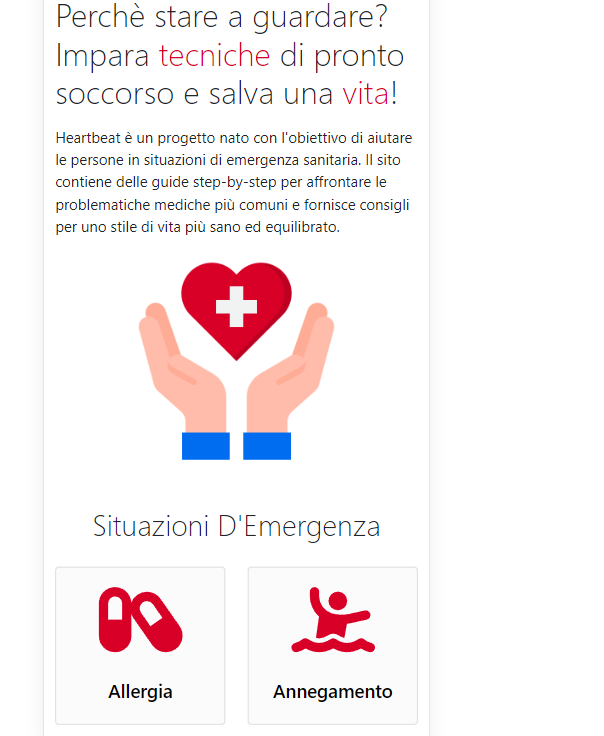 Perchè stare a guardare?
Impara tecniche di pronto
soccorso e salva una vita!
Heartbeat è un progetto nato con l'obiettivo di aiutare
le persone in situazioni di emergenza sanitaria. Il sito
contiene delle guide step-by-step per affrontare le
problematiche mediche più comuni e fornisce consigli
per uno stile di vita più sano ed equilibrato.
Situazioni D'Emergenza
Allergia
Annegamento